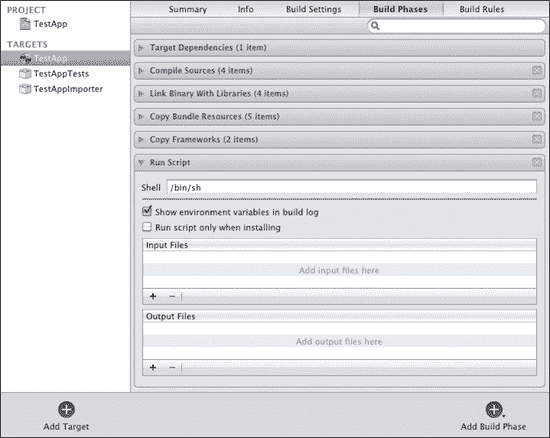 PROJECT
TestApp
TARGETS
TestApp
TestAppTests
TestAppImporter
Summary Info Build Settings Build Phases Build Rules
Target Dependencies (1 item)
Compile Sources (4 items)
Link Binary With Libraries (4 items)
Copy Bundle Resources (5 items)
Copy Frameworks (2 items)
Run Script
Shell /bin/sh
Show environment variables in build log
Run script only when installing
Input Files
Add input files here
+ −
Output Files
Add output files here
+ −
Add Target
Add Build Phase